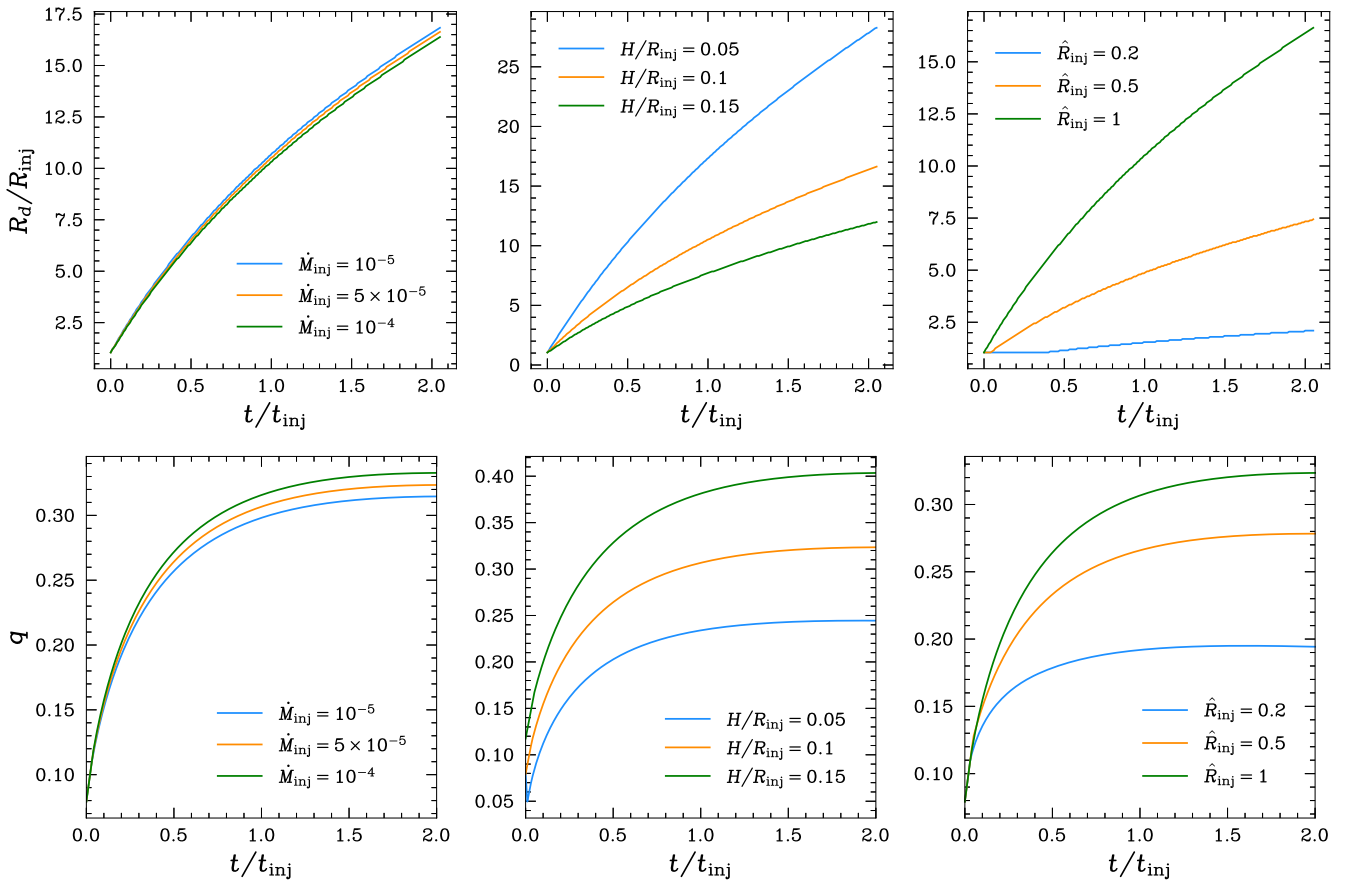 17.5
15.0
12.5
10.0
7.5
5.0
2.5
R_d/R_inj
Ṁ_inj = 10⁻⁵
Ṁ_inj = 5 × 10⁻⁵
Ṁ_inj = 10⁻⁴
0.0 0.5 1.0 1.5 2.0
t/t_inj
25
20
15
10
5
0
H/R_inj = 0.05
H/R_inj = 0.1
H/R_inj = 0.15
0.0 0.5 1.0 1.5 2.0
t/t_inj
15.0
12.5
10.0
7.5
5.0
2.5
R̂_inj = 0.2
R̂_inj = 0.5
R̂_inj = 1
0.0 0.5 1.0 1.5 2.0
t/t_inj
0.30
0.25
0.20
0.15
0.10
q
Ṁ_inj = 10⁻⁵
Ṁ_inj = 5 × 10⁻⁵
Ṁ_inj = 10⁻⁴
0.0 0.5 1.0 1.5 2.0
t/t_inj
0.40
0.35
0.30
0.25
0.20
0.15
0.10
0.05
H/R_inj = 0.05
H/R_inj = 0.1
H/R_inj = 0.15
0.0 0.5 1.0 1.5 2.0
t/t_inj
0.30
0.25
0.20
0.15
0.10
R̂_inj = 0.2
R̂_inj = 0.5
R̂_inj = 1
0.0 0.5 1.0 1.5 2.0
t/t_inj